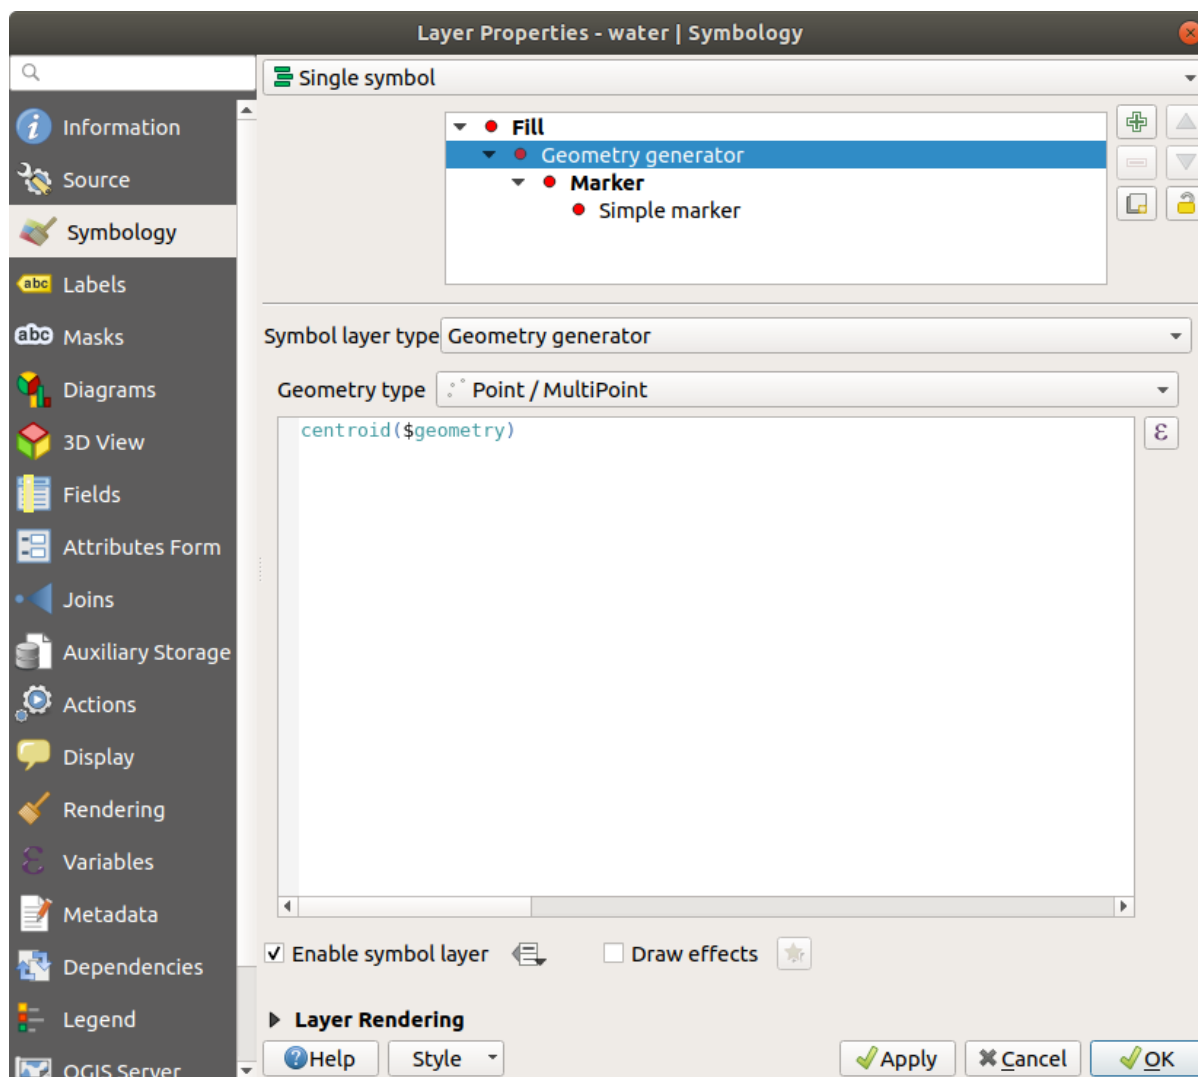 Layer Properties - water | Symbology
Single symbol
Information
Source
Symbology
Labels
Masks
Diagrams
3D View
Fields
Attributes Form
Joins
Auxiliary Storage
Actions
Display
Rendering
Variables
Metadata
Dependencies
Legend
QGIS Server
Fill
Geometry generator
Marker
Simple marker
Symbol layer type Geometry generator
Geometry type Point / MultiPoint
centroid($geometry)
ε
Enable symbol layer Draw effects
Layer Rendering
Help Style Apply Cancel OK
abc
abc